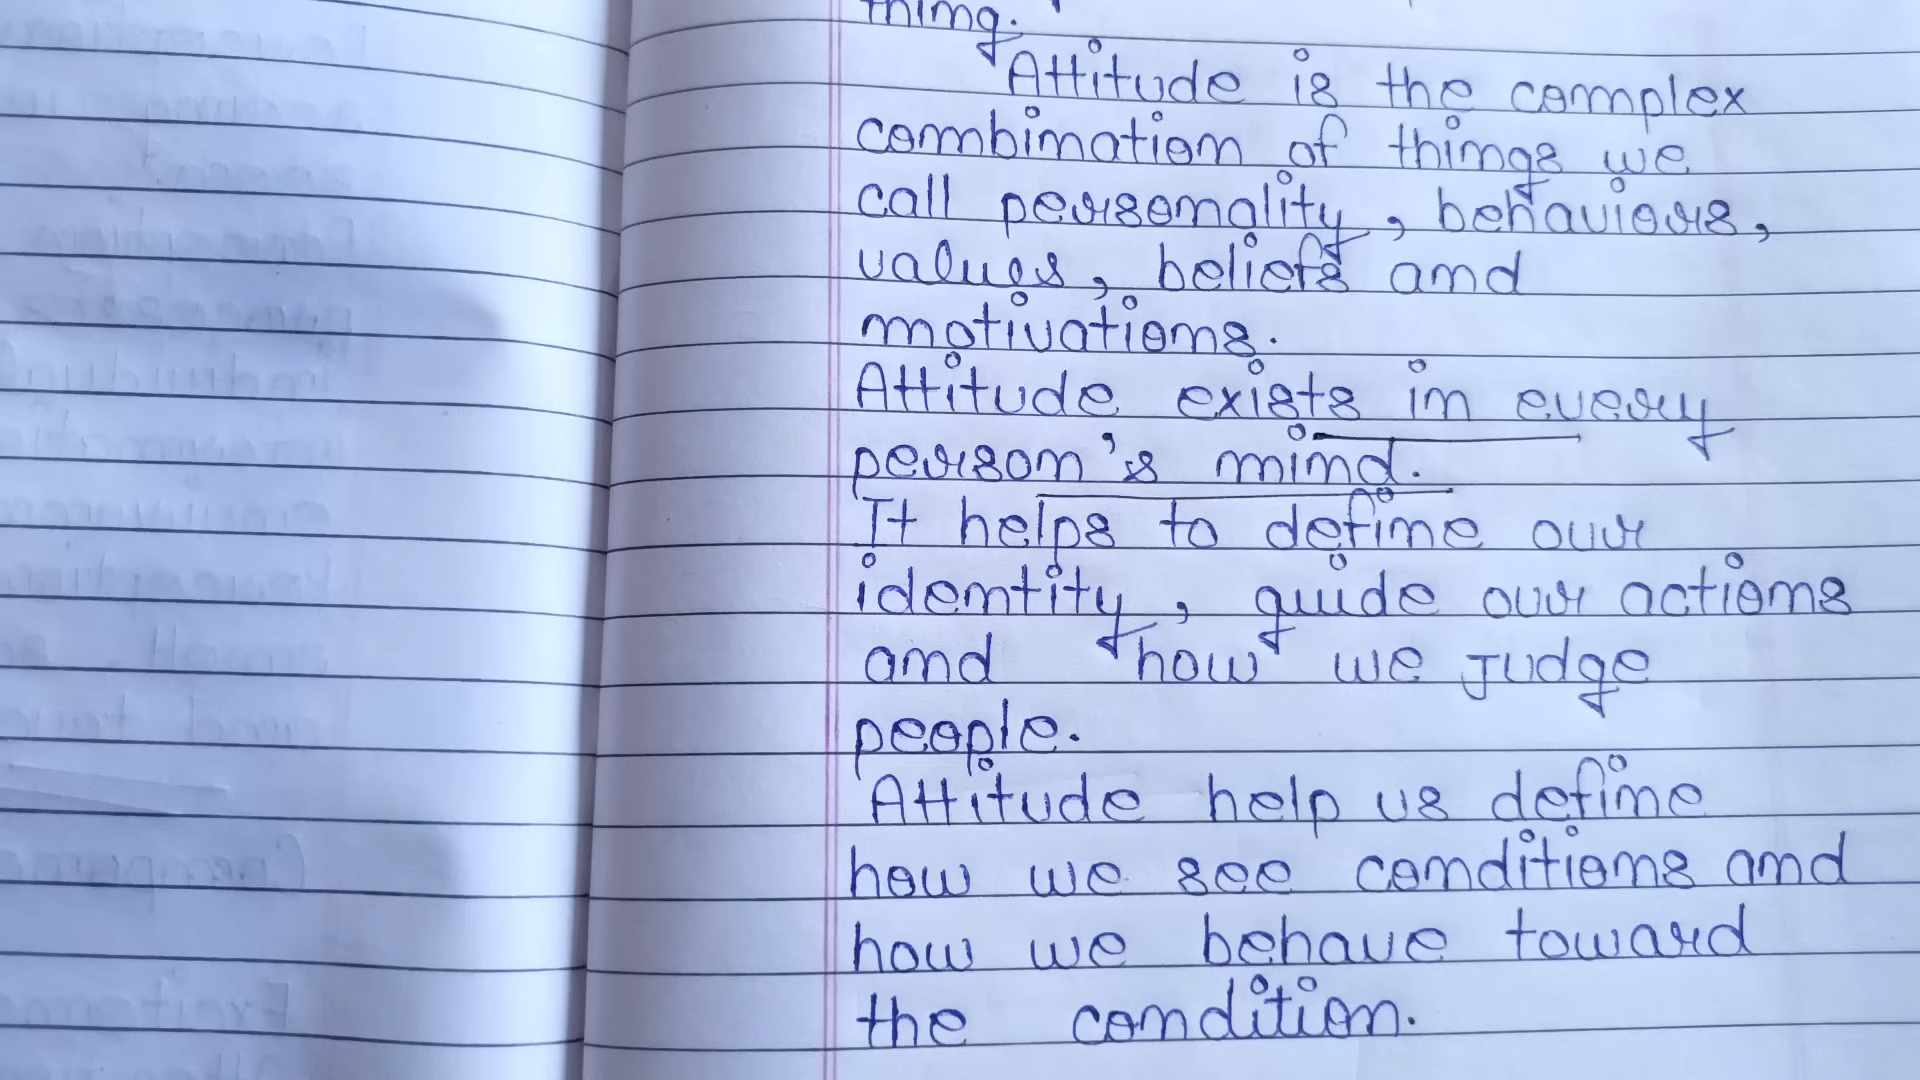 thing.
Attitude is the complex
combination of things we
call personality, behaviors,
values, beliefs and
motivations.
Attitude exists in every
person's mind.
It helps to define our
identity, guide our actions
and how we judge
people.
Attitude help us define
how we see conditions and
how we behave toward
the condition.